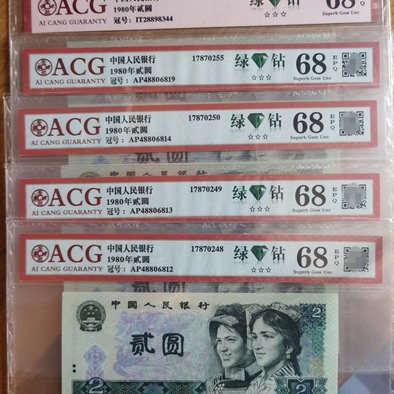 ACG
1980年贰圆
68
EPQ
AI CANG GUARANTY
冠号：IT28898344
☆☆☆
Superb Gem Unc
ACG
中国人民银行
17870255
绿 钻
68
EPQ
1980年贰圆
AI CANG GUARANTY
冠号：AP48806819
☆☆☆
Superb Gem Unc
ACG
中国人民银行
17870250
绿 钻
68
EPQ
1980年贰圆
AI CANG GUARANTY
冠号：AP48806814
☆☆☆
Superb Gem Unc
ACG
中国人民银行
17870249
绿 钻
68
EPQ
1980年贰圆
AI CANG GUARANTY
冠号：AP48806813
☆☆☆
Superb Gem Unc
ACG
中国人民银行
17870248
绿 钻
68
EPQ
1980年贰圆
AI CANG GUARANTY
冠号：AP48806812
☆☆☆
Superb Gem Unc
中国人民银行
2
贰圆
2